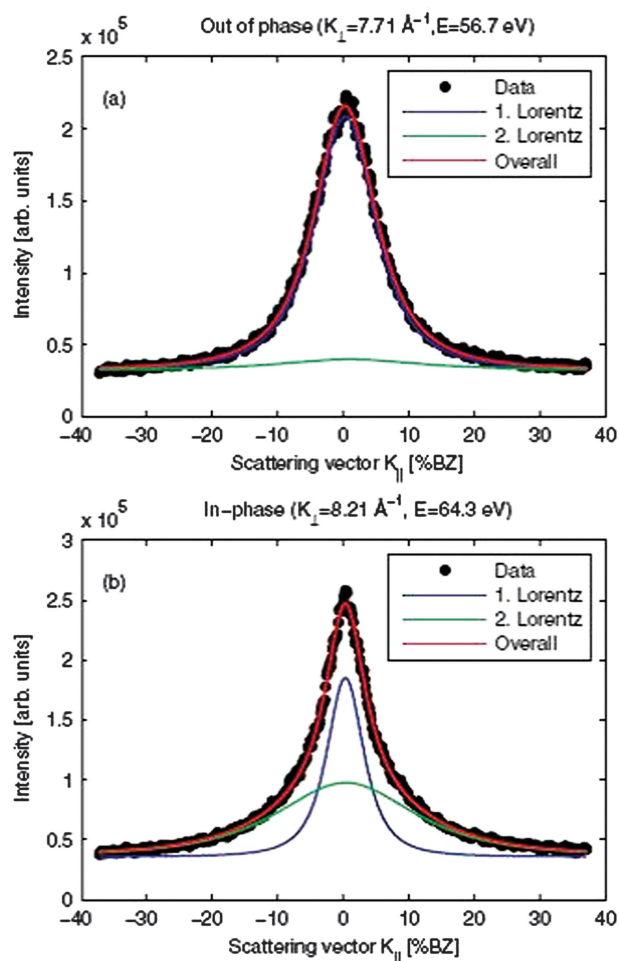 Out of phase (K⊥=7.71 Å⁻¹,E=56.7 eV)
x 10⁵
2.5
2
1.5
1
0.5
0
Intensity [arb. units]
(a)
Data
1. Lorentz
2. Lorentz
Overall
−40 −30 −20 −10 0 10 20 30 40
Scattering vector K|| [%BZ]
In−phase (K⊥=8.21 Å⁻¹, E=64.3 eV)
x 10⁵
3
2.5
2
1.5
1
0.5
0
Intensity [arb. units]
(b)
Data
1. Lorentz
2. Lorentz
Overall
−40 −30 −20 −10 0 10 20 30 40
Scattering vector K|| [%BZ]